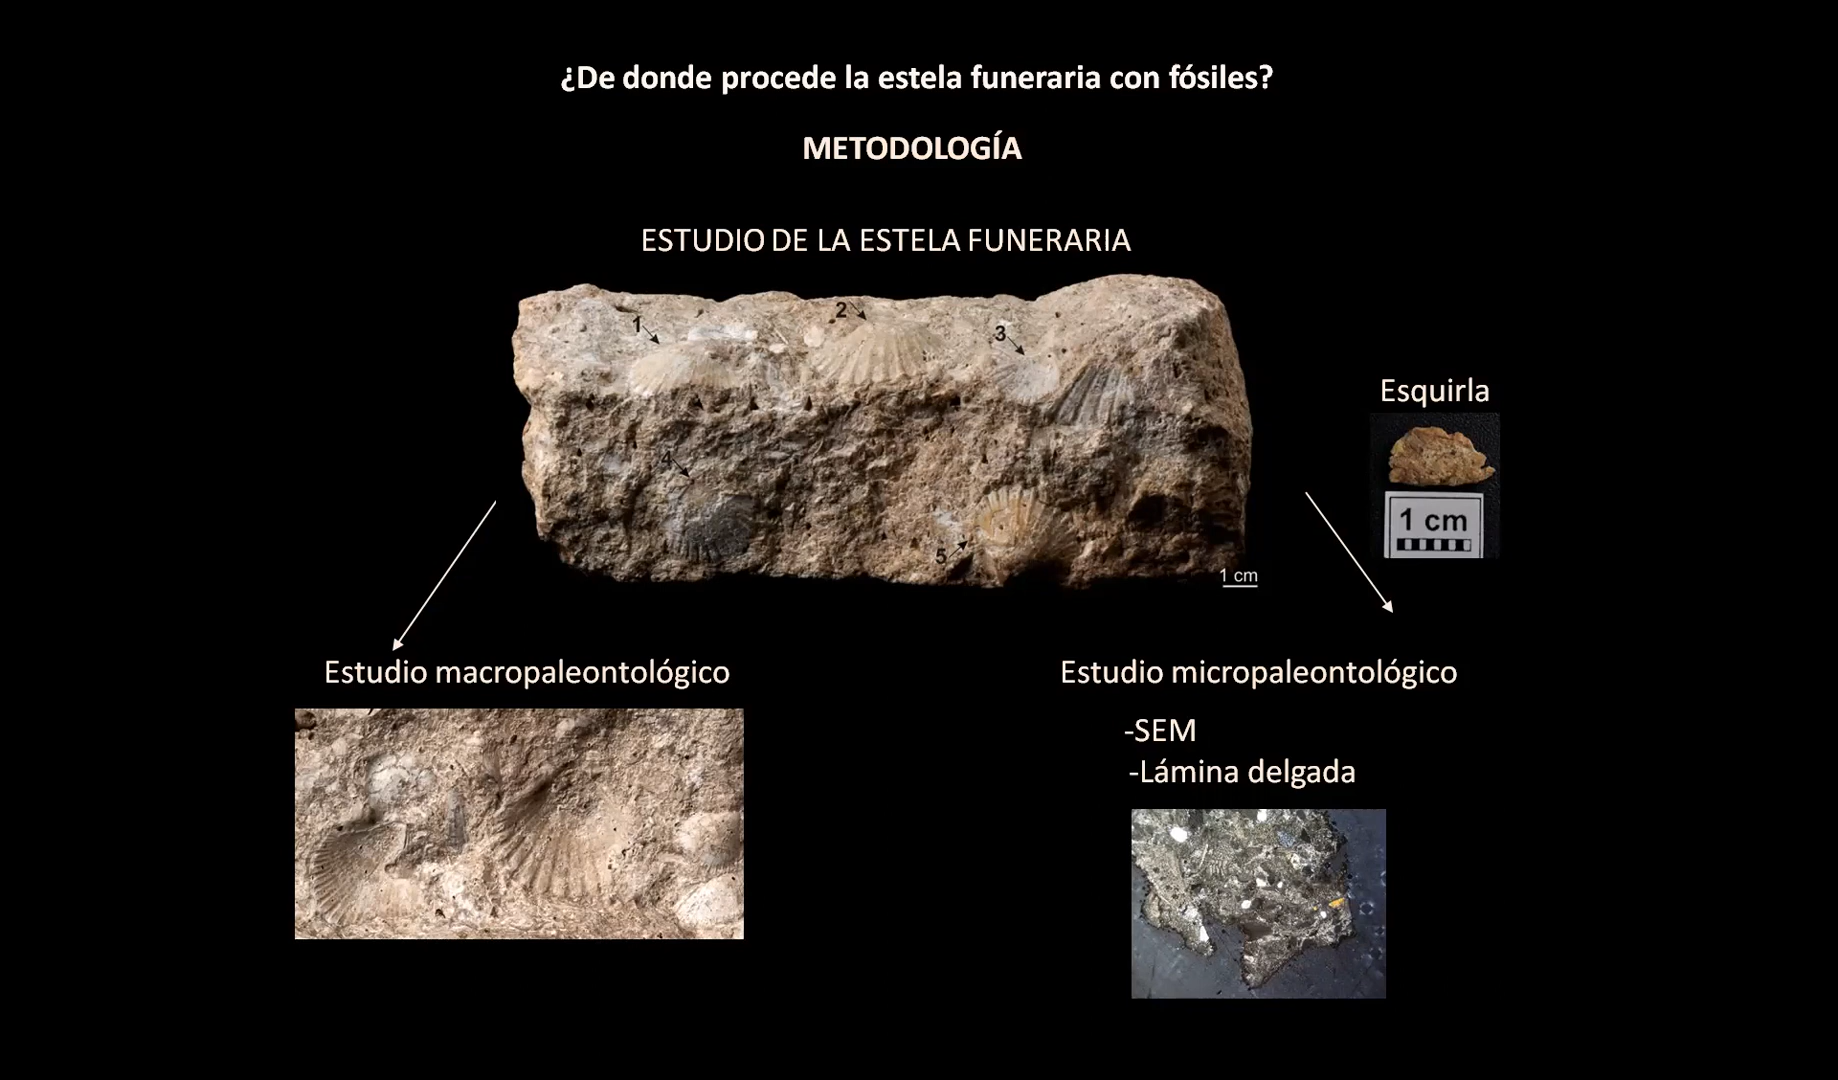 ¿De donde procede la estela funeraria con fósiles?
METODOLOGÍA
ESTUDIO DE LA ESTELA FUNERARIA
1
2
3
4
5
1 cm
Esquirla
1 cm
Estudio macropaleontológico
Estudio micropaleontológico
-SEM
-Lámina delgada